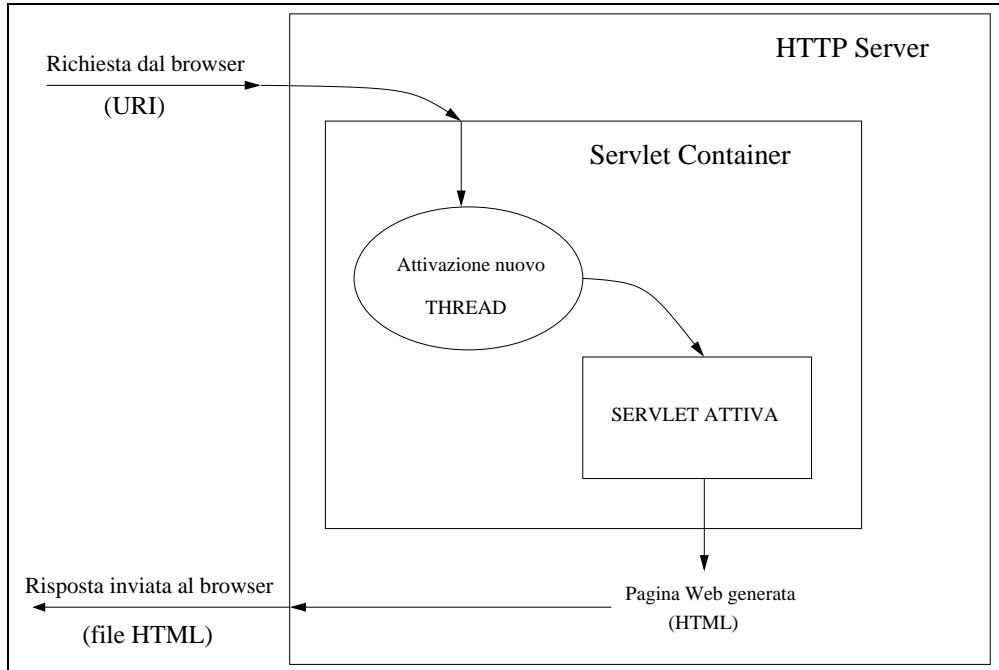 HTTP Server
Richiesta dal browser
(URI)
Servlet Container
Attivazione nuovo
THREAD
SERVLET ATTIVA
Risposta inviata al browser
(file HTML)
Pagina Web generata
(HTML)